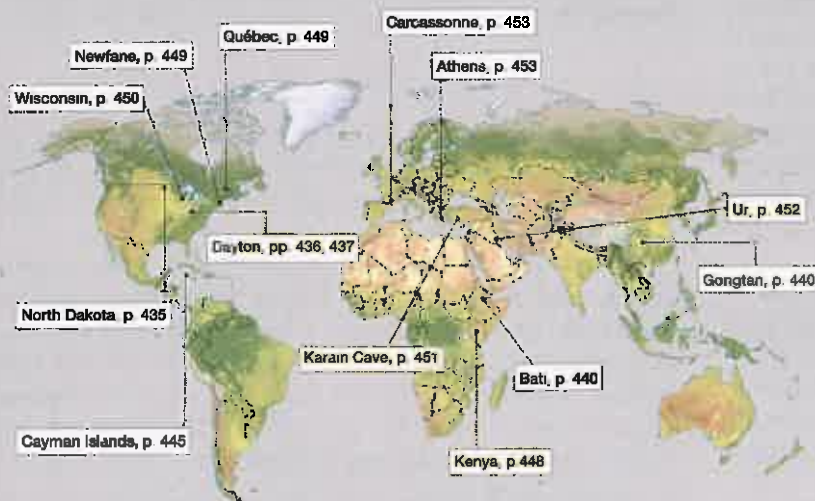 Carcassonne, p. 453
Québec, p 449
Newfane, p 449
Athens, p 453
Wisconsin, p 450
Ur, p. 452
Dayton, pp 436, 437
Gongtan, p. 440
North Dakota p 435
Karain Cave, p 451
Bati, p 440
Cayman Islands, p 445
Kenya, p 448